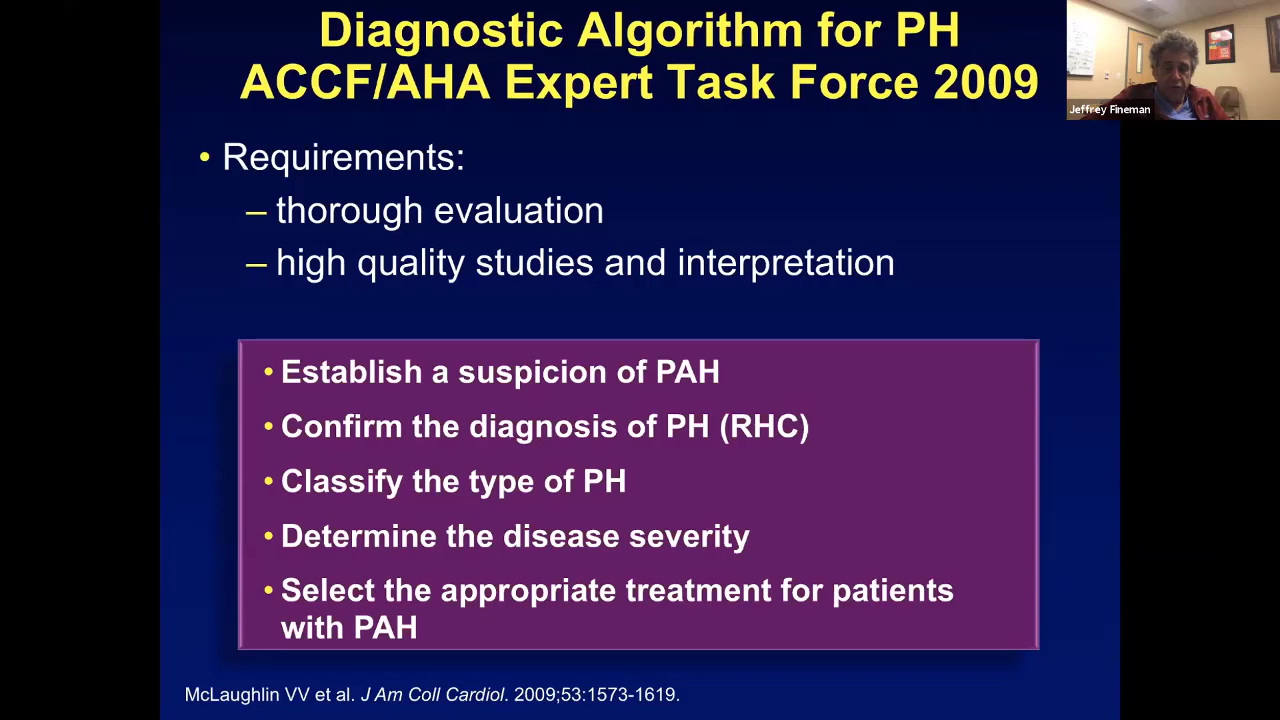 Diagnostic Algorithm for PH
ACCF/AHA Expert Task Force 2009
Jeffrey Fineman
• Requirements:
– thorough evaluation
– high quality studies and interpretation
• Establish a suspicion of PAH
• Confirm the diagnosis of PH (RHC)
• Classify the type of PH
• Determine the disease severity
• Select the appropriate treatment for patients
with PAH
McLaughlin VV et al. J Am Coll Cardiol. 2009;53:1573-1619.